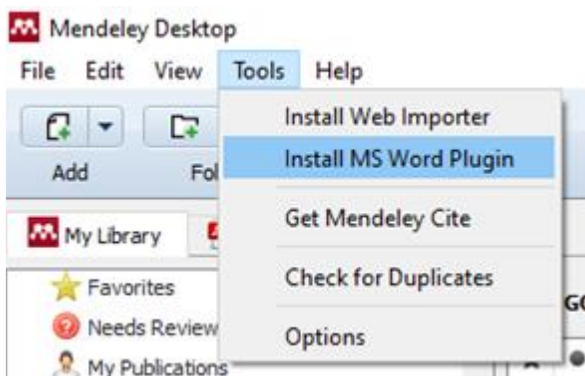 Mendeley Desktop
File Edit View Tools Help
Install Web Importer
Install MS Word Plugin
Add
Get Mendeley Cite
My Library
Check for Duplicates
Favorites
Needs Review
Options
My Publications